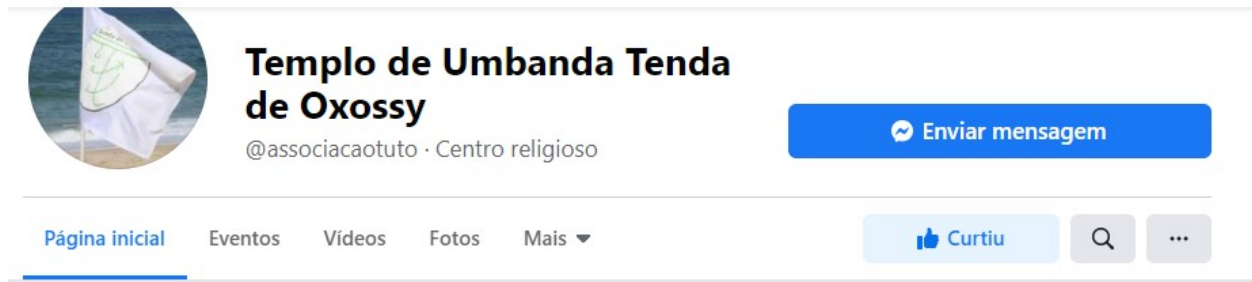 Templo de Umbanda Tenda
de Oxossy
@associacaotuto · Centro religioso
Enviar mensagem
Página inicial
Eventos
Vídeos
Fotos
Mais
Curtiu